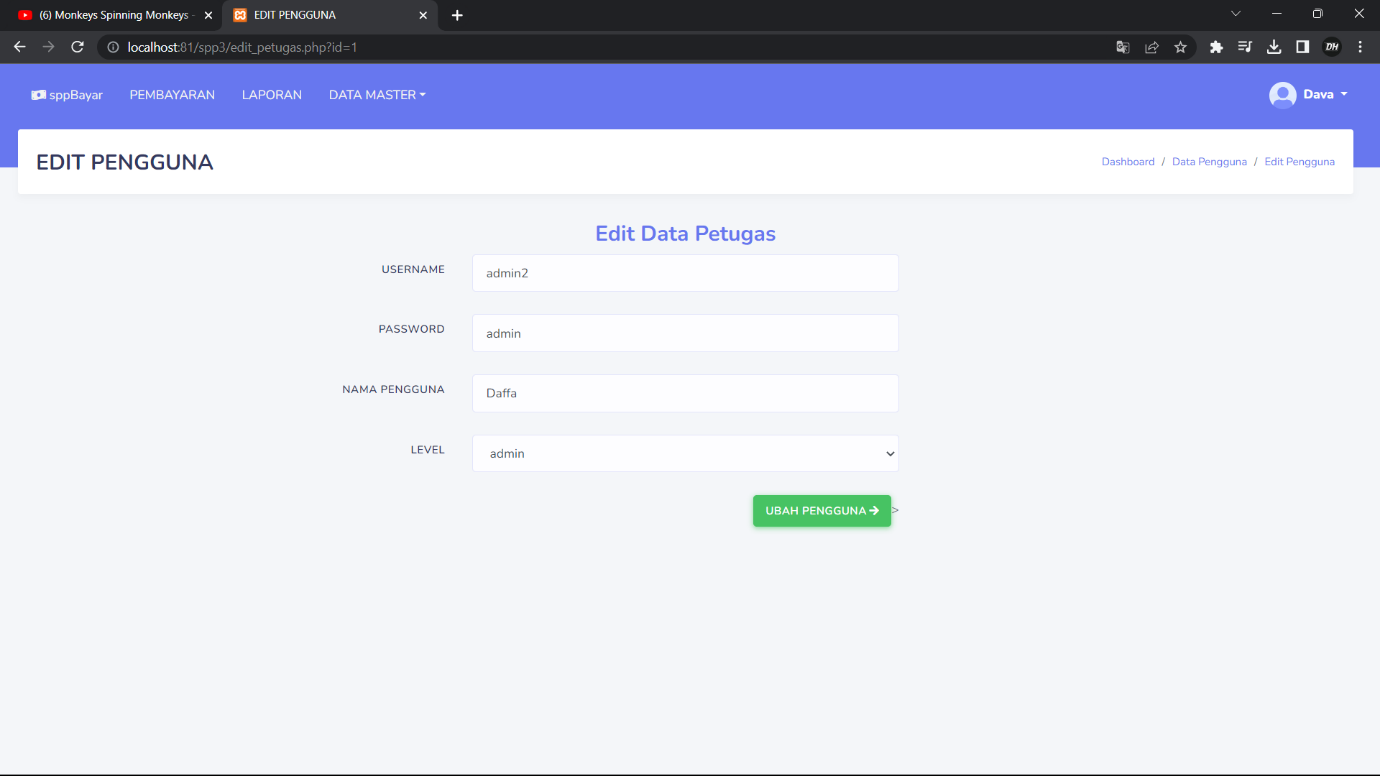 (6) Monkeys Spinning Monkeys -
EDIT PENGGUNA
localhost:81/spp3/edit_petugas.php?id=1
DH
sppBayar PEMBAYARAN LAPORAN DATA MASTER
Dava
EDIT PENGGUNA
Dashboard / Data Pengguna / Edit Pengguna
Edit Data Petugas
USERNAME admin2
PASSWORD admin
NAMA PENGGUNA Daffa
LEVEL admin
UBAH PENGGUNA → >